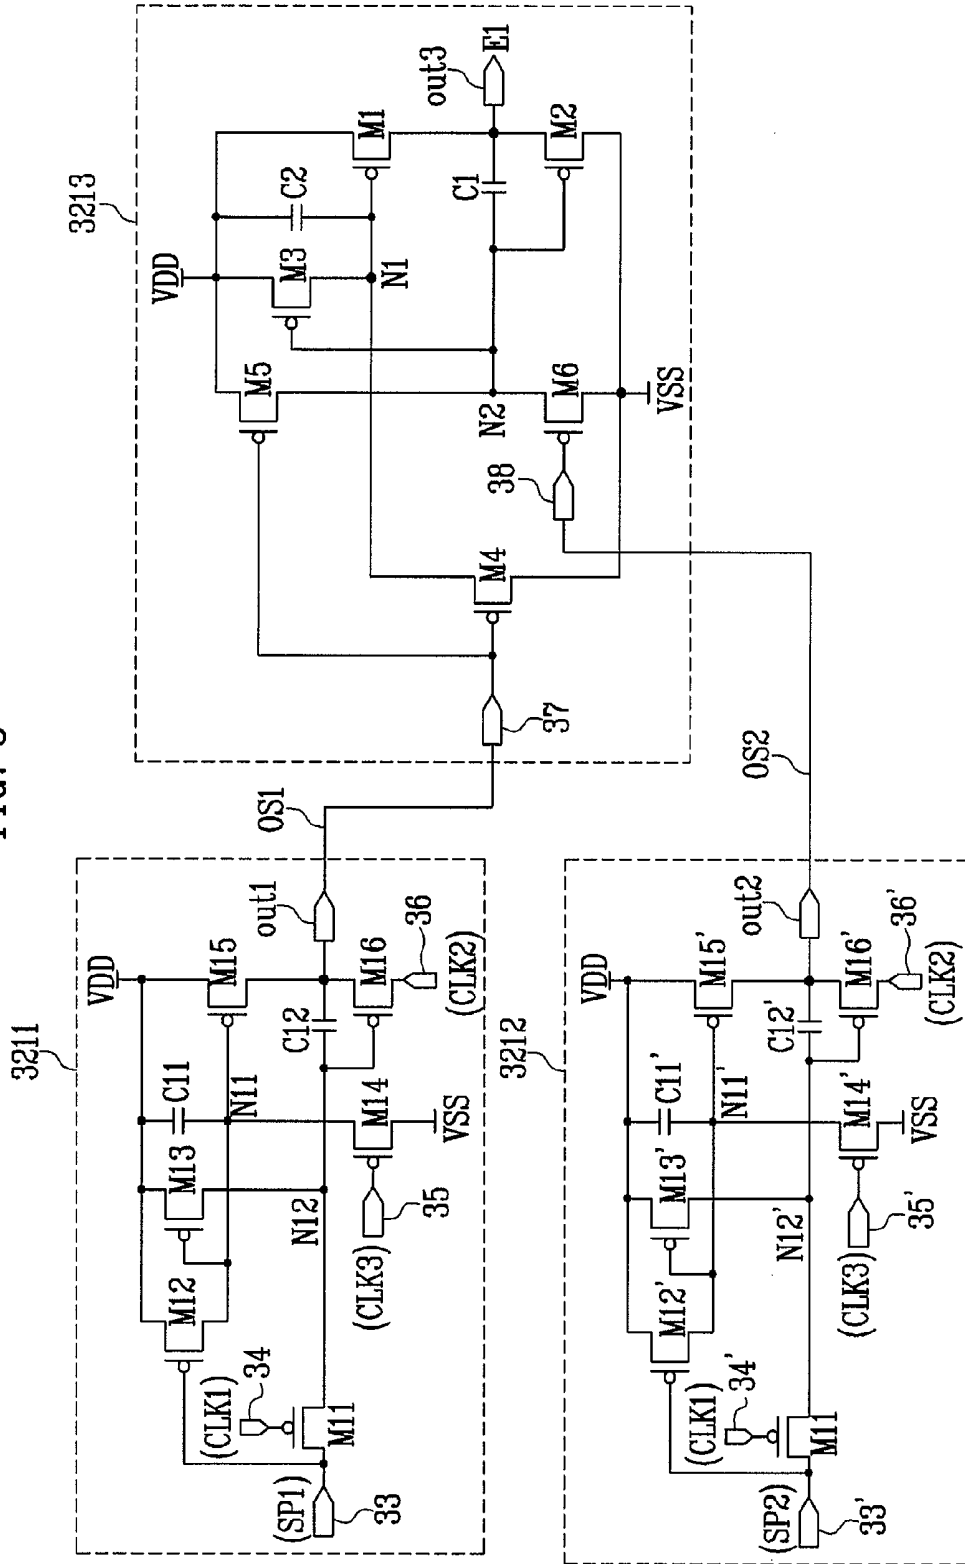 3211
VDD
(SP1)
33
(CLK1)
34
M11
M12
M13
C11
N11
N12
(CLK3)
35
M14
VSS
M15
C12
M16
36
(CLK2)
out1
OS1
3212
VDD
(SP2)
33'
(CLK1)
34'
M11
M12'
M13'
C11'
N11'
N12'
(CLK3)
35'
M14'
VSS
M15'
C12'
M16'
36'
(CLK2)
out2
OS2
3213
VDD
37
M4
M5
38
M6
N2
VSS
M3
N1
C2
C1
M1
M2
out3
E1